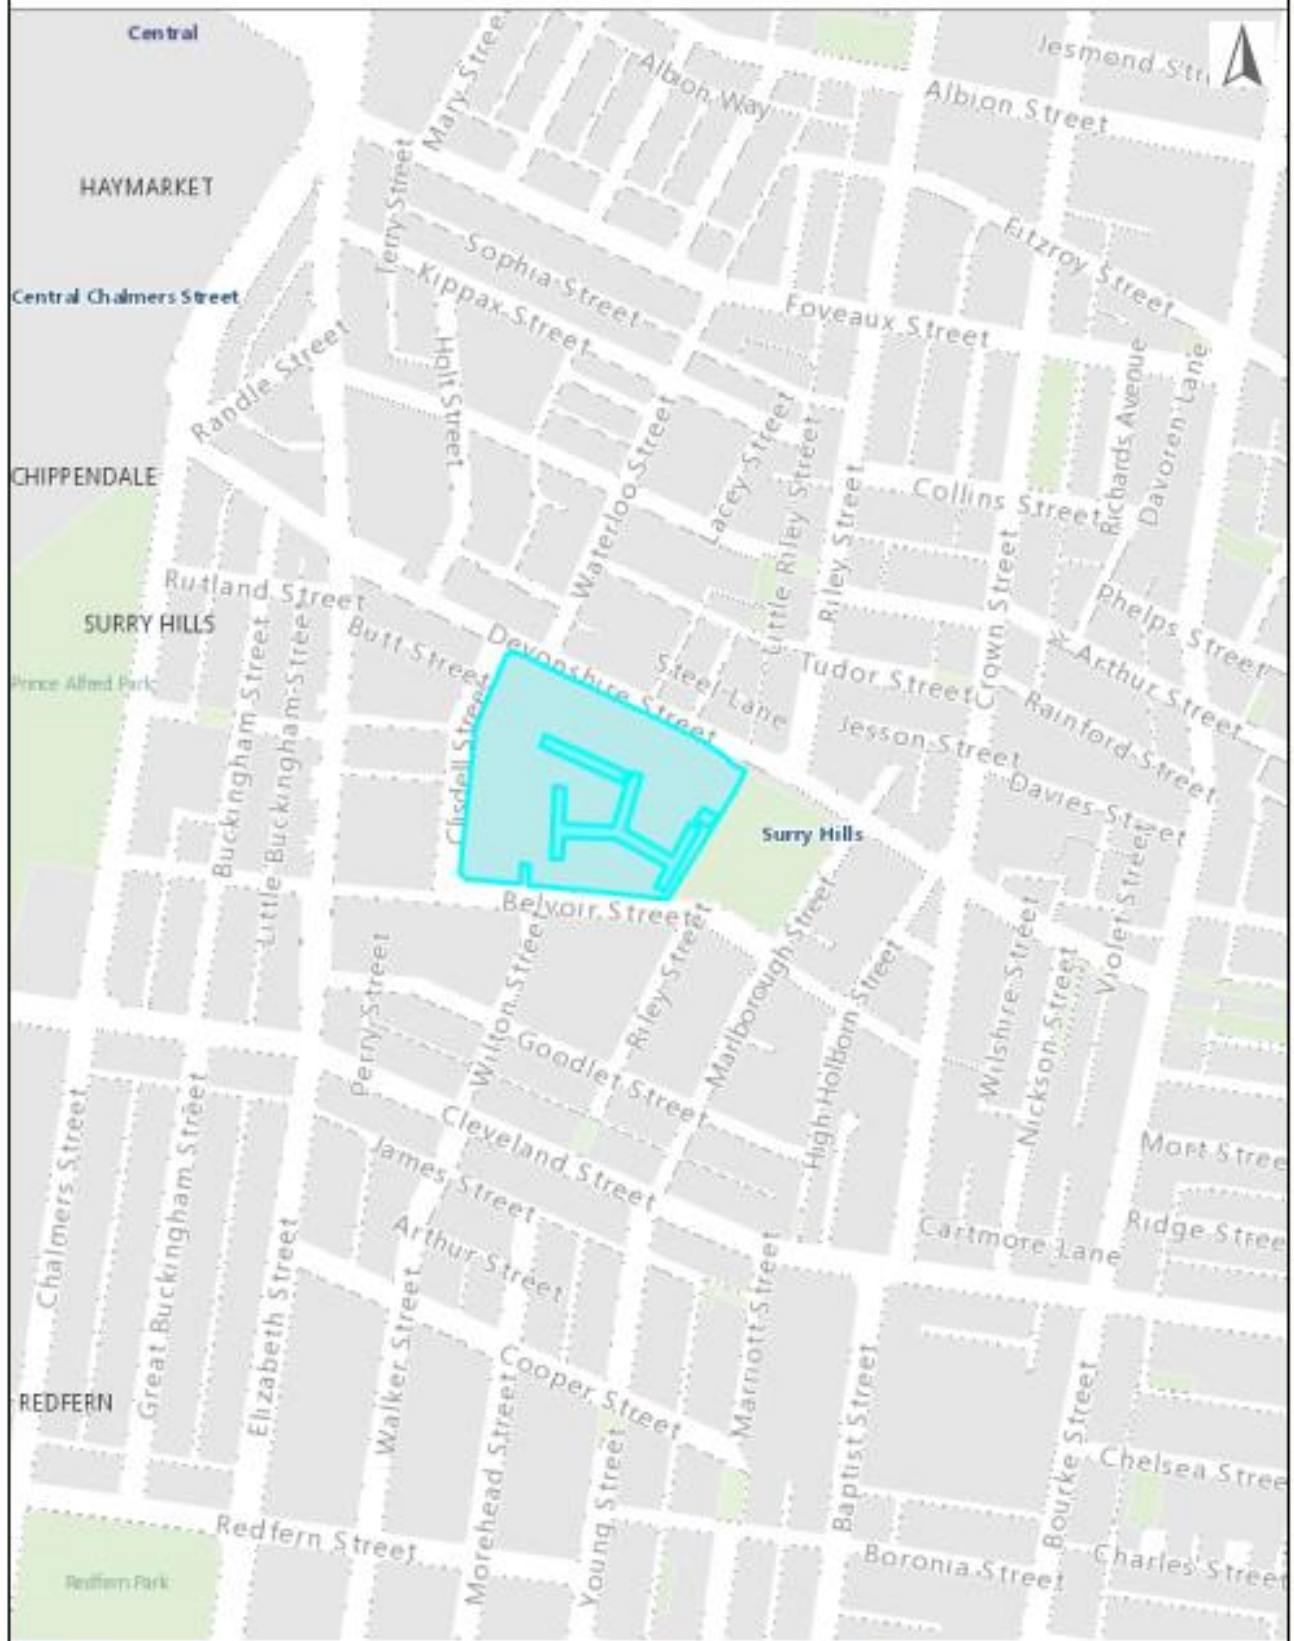 Central
Jesmond Str
Albion Way
Mary Street
Albion Street
HAYMARKET
Terry Street
Fitzroy Street
Sophia Street
Kippax Street
Central Chalmers Street
Foveaux Street
Randle Street
Holt Street
Richards Avenue
Davoren Lane
Waterloo Street
Lacey Street
Little Riley Street
Riley Street
CHIPPENDALE
Collins Street
Crown Street
Rutland Street
Phelps Street
SURRY HILLS
Butt Street
Devonshire Street
Steel Lane
Tudor Street
Arthur Street
Prince Alfred Park
Rainford Street
Clisdell Street
Jesson Street
Buckingham Street
Little Buckingham Street
Davies Street
Surry Hills
Violet Street
Belvoir Street
Perry Street
Wilton Street
Riley Street
Marlborough Street
High Holborn Street
Wilshire Street
Nickson Street
Goodlet Street
Cleveland Street
Chalmers Street
Great Buckingham Street
James Street
Mort Stree
Arthur Street
Cartmore Lane
Ridge Stree
Elizabeth Street
Walker Street
Marriott Street
Cooper Street
REDFERN
Morehead Street
Young Street
Baptist Street
Bourke Street
Chelsea Stree
Redfern Street
Boronia Street
Charles Street
Redfern Park